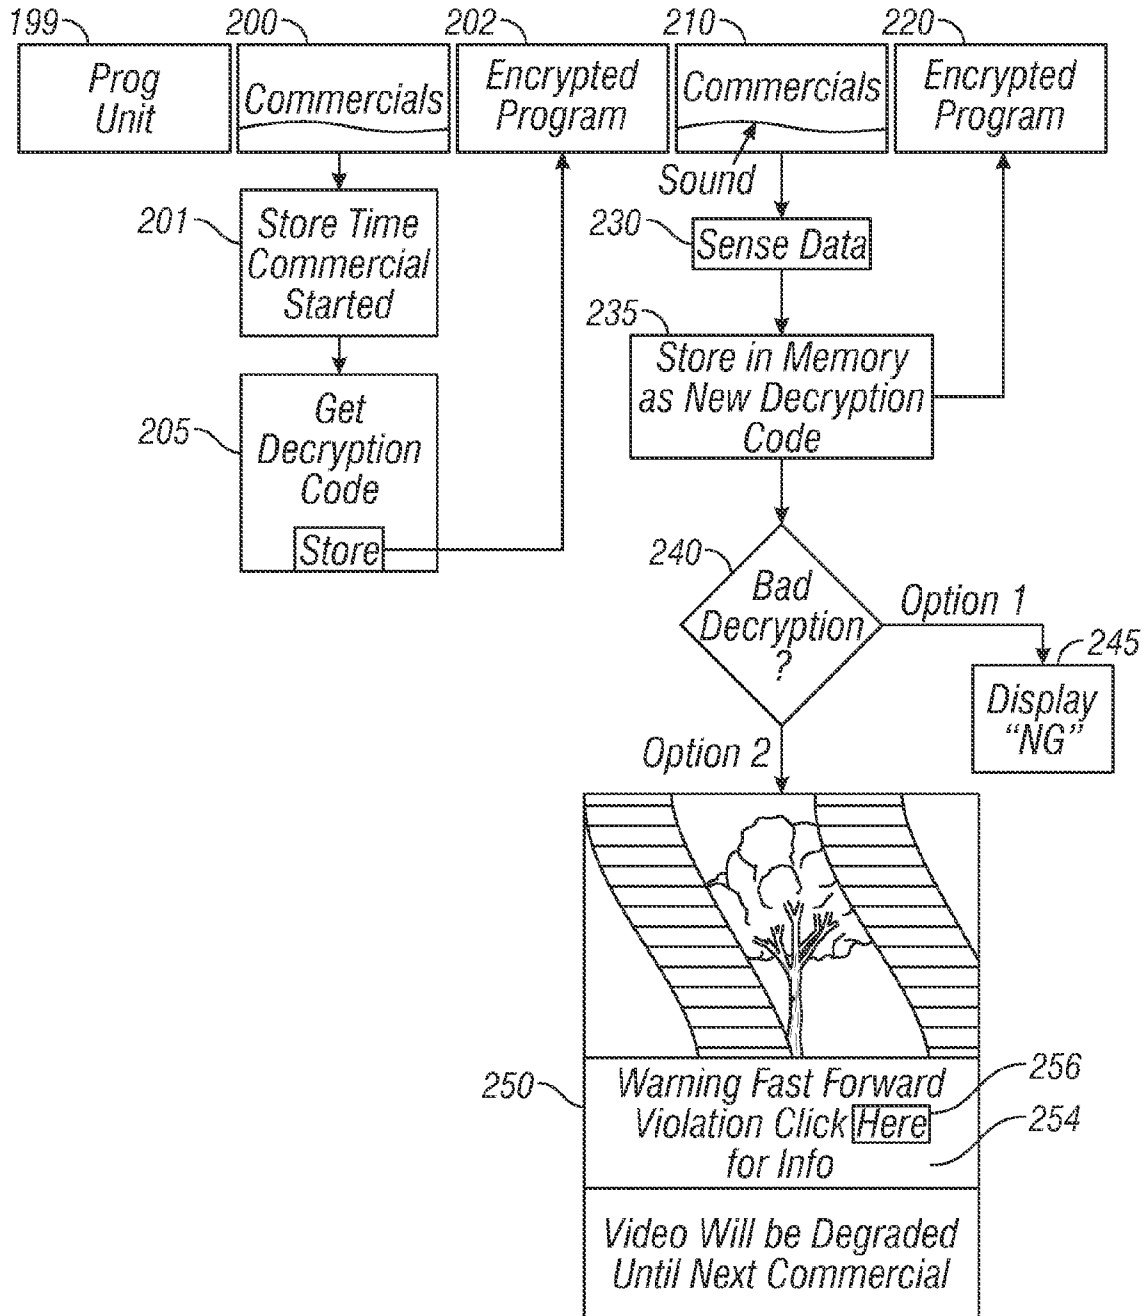 199
200
202
210
220
Prog
Unit
Commercials
Encrypted
Program
Commercials
Encrypted
Program
Sound
201
Store Time
Commercial
Started
230
Sense Data
235
Store in Memory
as New Decryption
Code
205
Get
Decryption
Code
Store
240
Bad
Decryption
?
Option 1
245
Display
“NG”
Option 2
250
Warning Fast Forward
Violation Click Here
for Info
256
254
Video Will be Degraded
Until Next Commercial